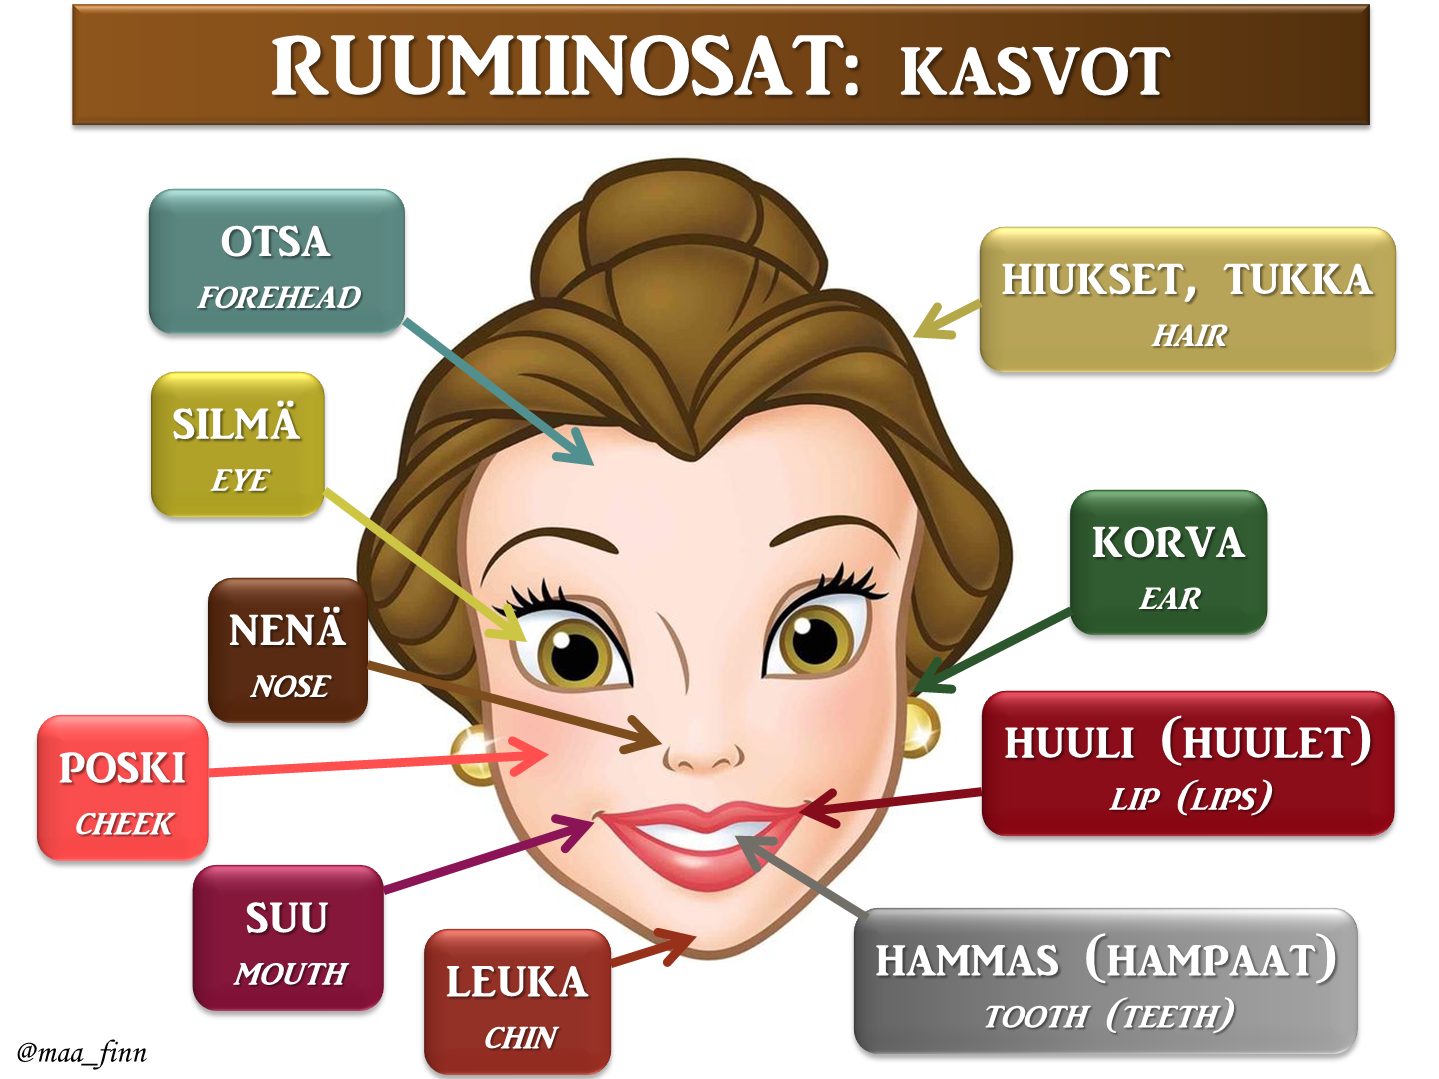 RUUMIINOSAT: KASVOT
OTSA
FOREHEAD
HIUKSET, TUKKA
HAIR
SILMÄ
EYE
KORVA
EAR
NENÄ
NOSE
HUULI (HUULET)
LIP (LIPS)
POSKI
CHEEK
SUU
MOUTH
LEUKA
CHIN
HAMMAS (HAMPAAT)
TOOTH (TEETH)
@maa_finn